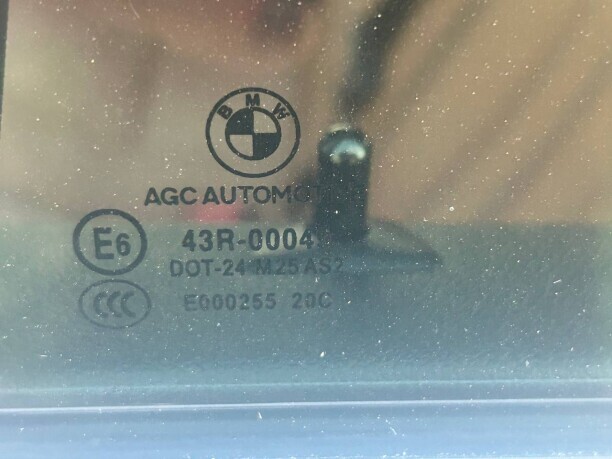 BMW
AGC AUTOMO
E6 43R-0004
DOT-24 M25 AS2
CCC E000255 20C